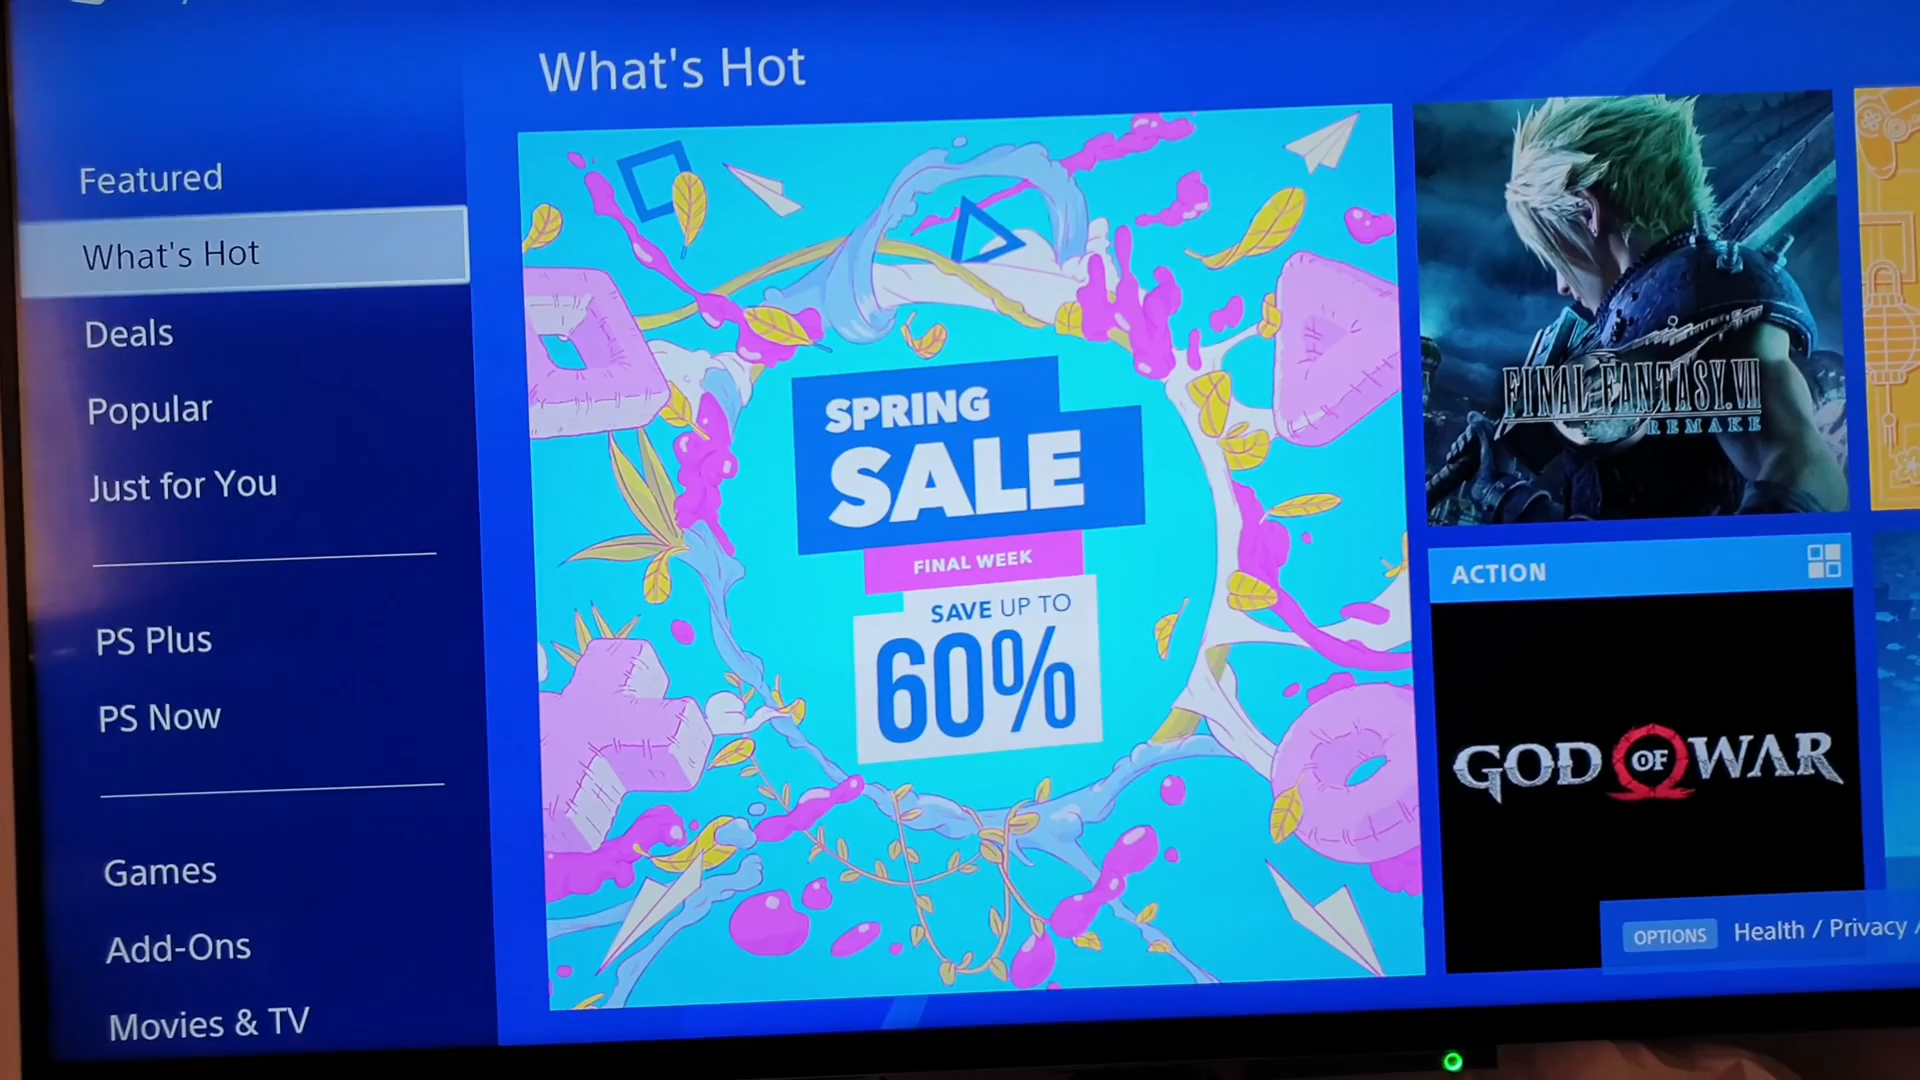 What's Hot
Featured
What's Hot
Deals
Popular
Just for You
PS Plus
PS Now
Games
Add-Ons
Movies & TV
SPRING
SALE
FINAL WEEK
SAVE UP TO
60%
FINAL FANTASY VII
REMAKE
ACTION
GOD OF WAR
OPTIONS Health / Privacy /